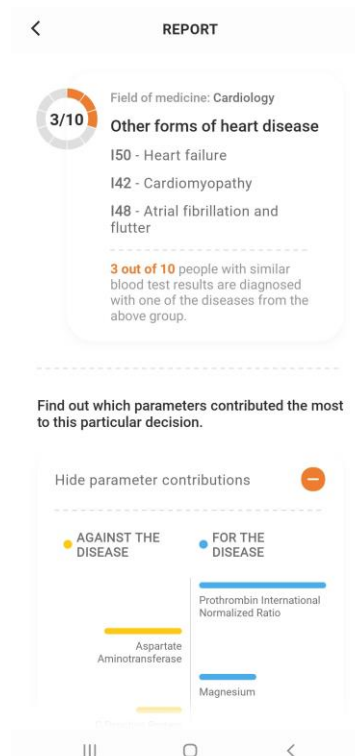 REPORT
3/10
Field of medicine: Cardiology
Other forms of heart disease
I50 - Heart failure
I42 - Cardiomyopathy
I48 - Atrial fibrillation and
flutter
3 out of 10 people with similar
blood test results are diagnosed
with one of the diseases from the
above group.
Find out which parameters contributed the most
to this particular decision.
Hide parameter contributions
AGAINST THE
DISEASE
FOR THE
DISEASE
Prothrombin International
Normalized Ratio
Aspartate
Aminotransferase
Magnesium